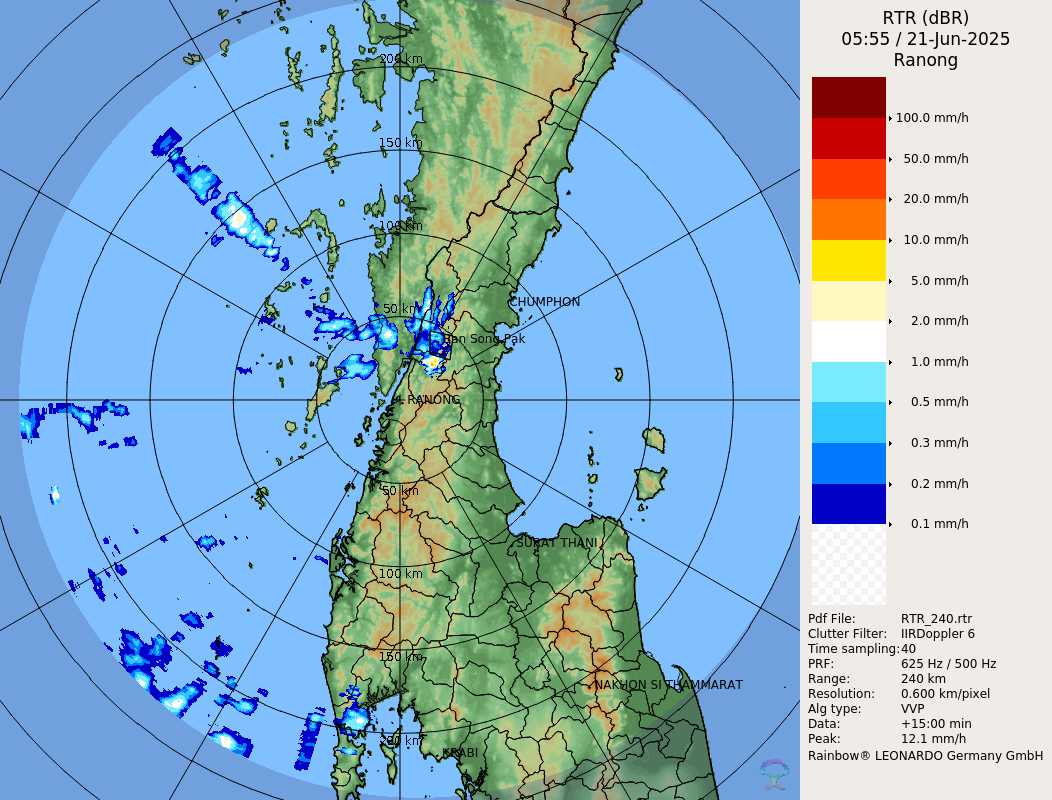 RTR (dBR)
05:55 / 21-Jun-2025
Ranong
100.0 mm/h
50.0 mm/h
20.0 mm/h
10.0 mm/h
5.0 mm/h
2.0 mm/h
1.0 mm/h
0.5 mm/h
0.3 mm/h
0.2 mm/h
0.1 mm/h
Pdf File: RTR_240.rtr
Clutter Filter: IIRDoppler 6
Time sampling: 40
PRF: 625 Hz / 500 Hz
Range: 240 km
Resolution: 0.600 km/pixel
Alg type: VVP
Data: +15:00 min
Peak: 12.1 mm/h
Rainbow® LEONARDO Germany GmbH
200 km
150 km
100 km
CHUMPHON
50 km
Ban Song Pak
RANONG
50 km
SURAT THANI
100 km
150 km
NAKHON SI THAMMARAT
200 km
KRABI